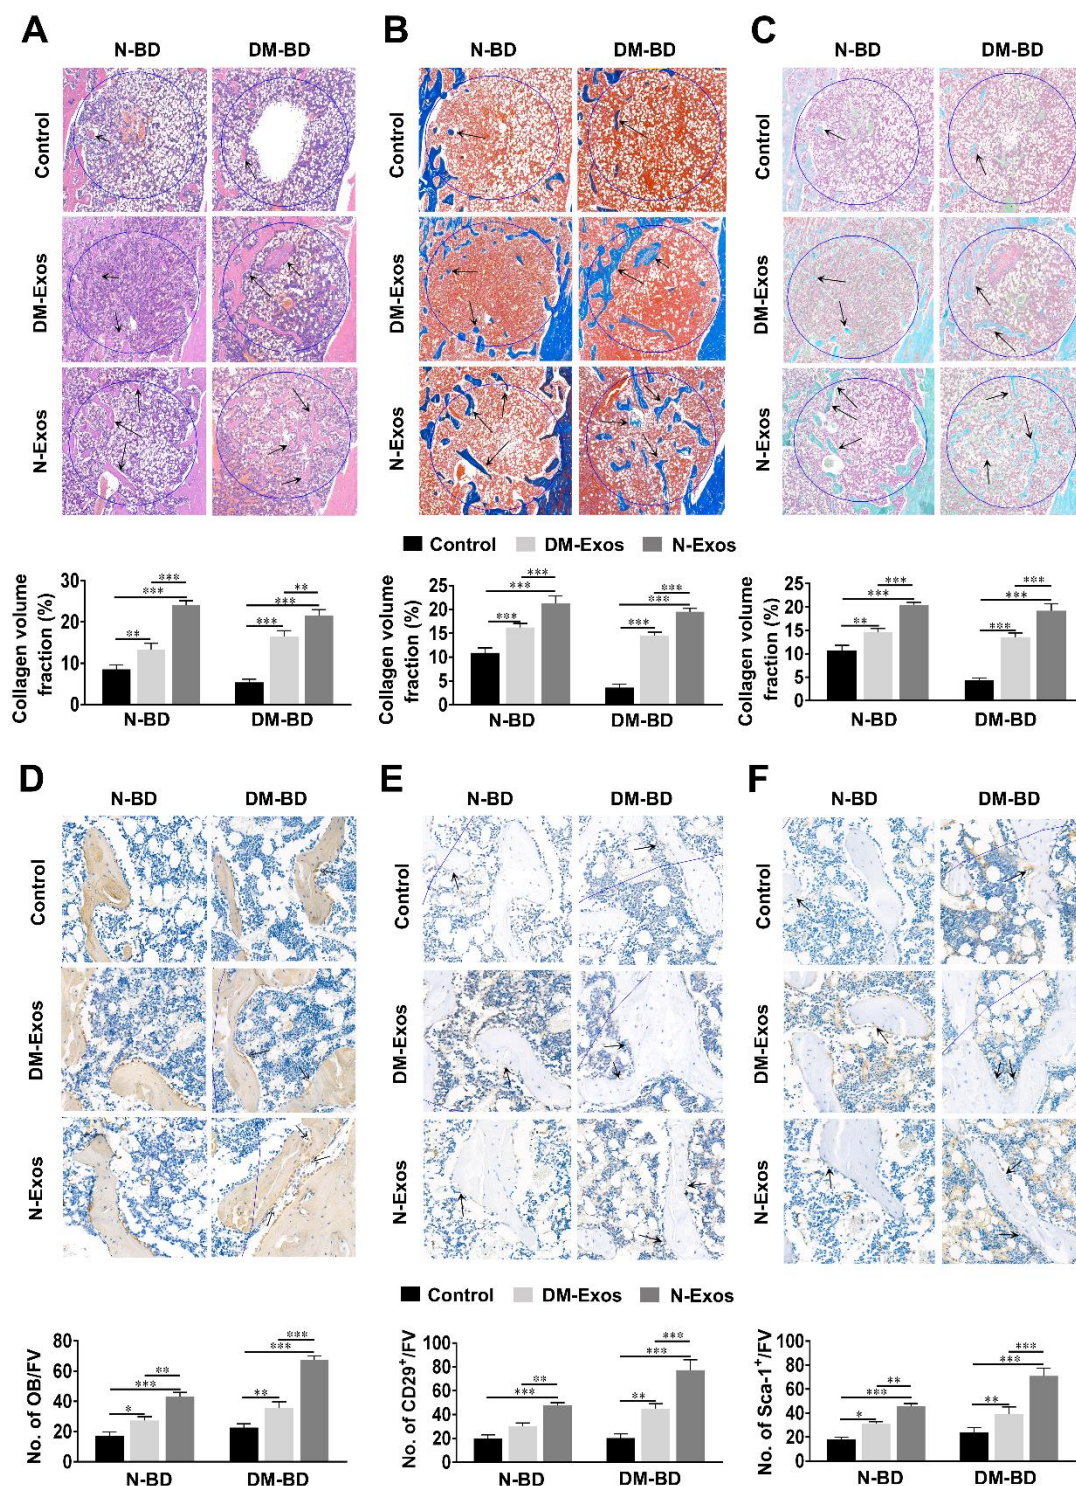 A B C
N-BD DM-BD N-BD DM-BD N-BD DM-BD
Control Control Control
DM-Exos DM-Exos DM-Exos
N-Exos N-Exos N-Exos
Control DM-Exos N-Exos
Collagen volume fraction (%)
30
20
10
0
** *** *** *** *** **
N-BD DM-BD
Collagen volume fraction (%)
25
20
15
10
5
0
*** *** *** *** *** ***
N-BD DM-BD
Collagen volume fraction (%)
25
20
15
10
5
0
** *** *** *** *** ***
N-BD DM-BD
D E F
N-BD DM-BD N-BD DM-BD N-BD DM-BD
Control Control Control
DM-Exos DM-Exos DM-Exos
N-Exos N-Exos N-Exos
Control DM-Exos N-Exos
No. of OB/FV
80
60
40
20
0
* *** ** ** *** ***
N-BD DM-BD
No. of CD29⁺/FV
100
80
60
40
20
0
*** ** ** *** ***
N-BD DM-BD
No. of Sca-1⁺/FV
100
80
60
40
20
0
* *** ** ** *** ***
N-BD DM-BD